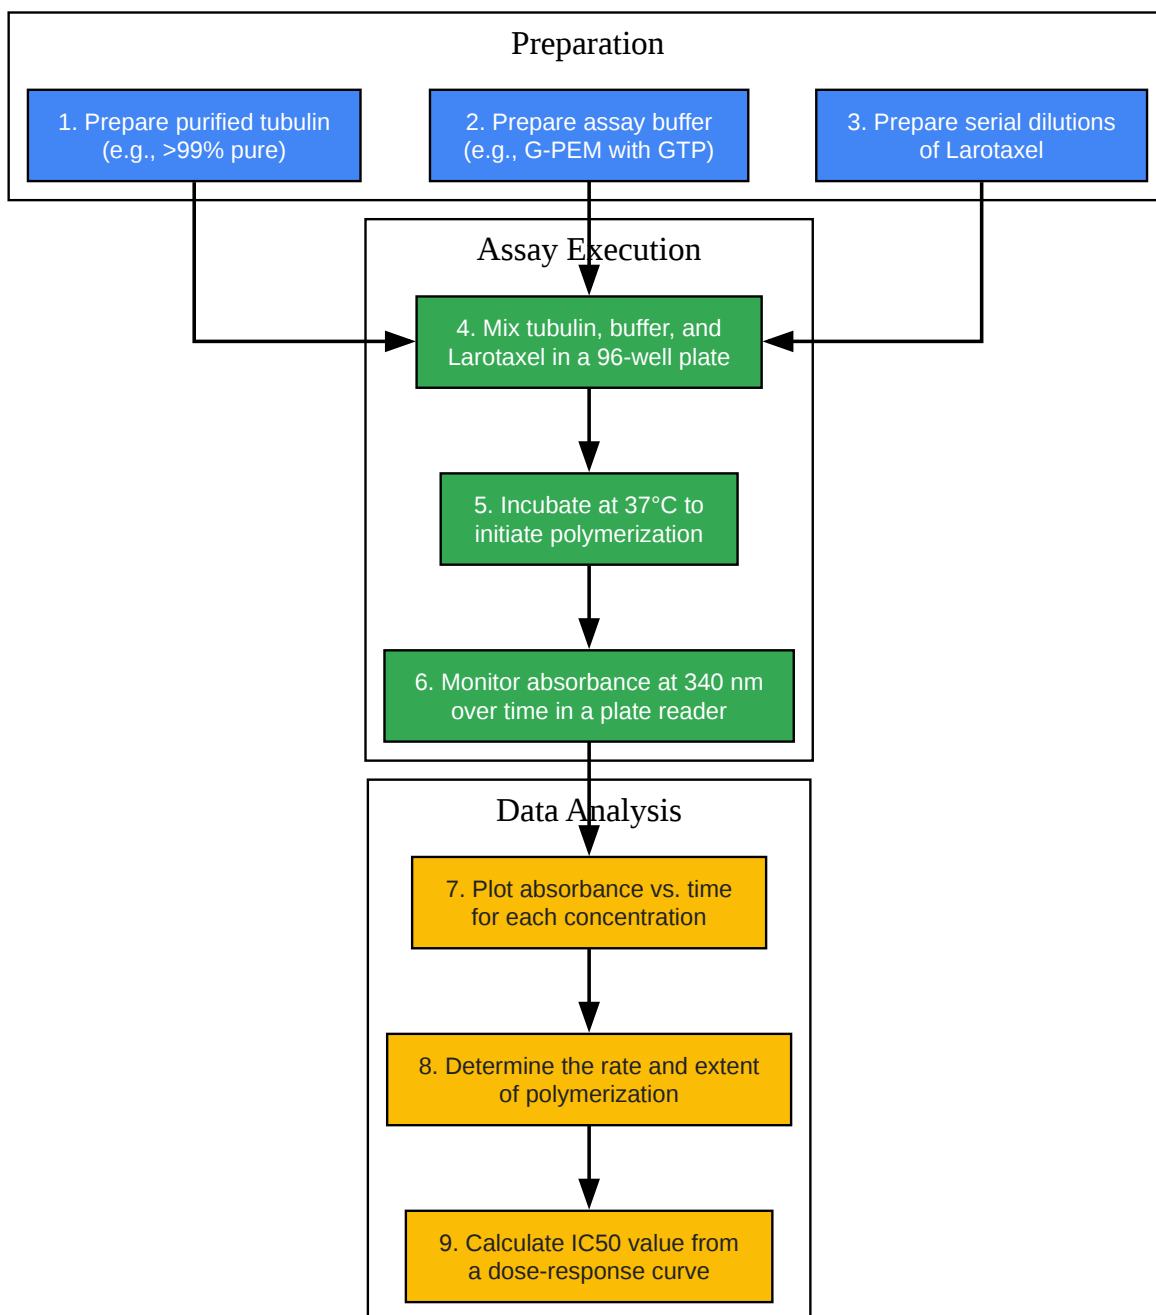 Preparation
1. Prepare purified tubulin
(e.g., >99% pure)
2. Prepare assay buffer
(e.g., G-PEM with GTP)
3. Prepare serial dilutions
of Larotaxel
Assay Execution
4. Mix tubulin, buffer, and
Larotaxel in a 96-well plate
5. Incubate at 37°C to
initiate polymerization
6. Monitor absorbance at 340 nm
over time in a plate reader
Data Analysis
7. Plot absorbance vs. time
for each concentration
8. Determine the rate and extent
of polymerization
9. Calculate IC50 value from
a dose-response curve